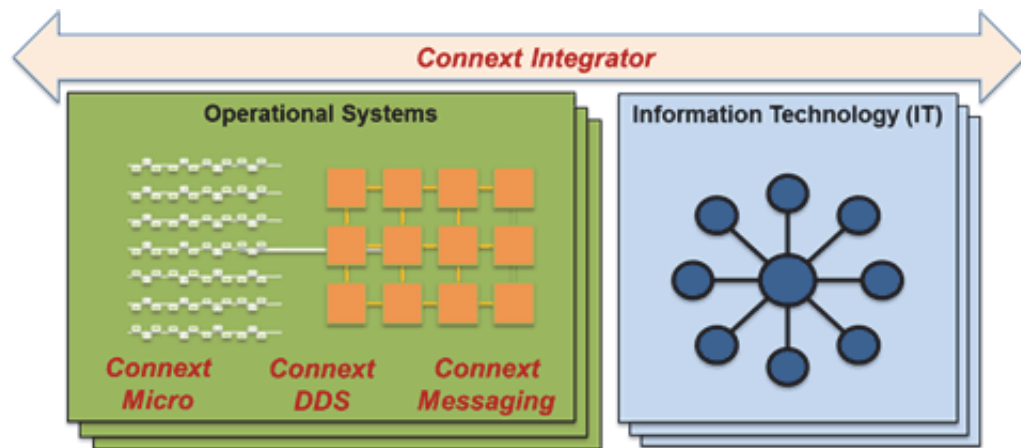 Connext Integrator
Operational Systems
Information Technology (IT)
Connext
Micro
Connext
DDS
Connext
Messaging